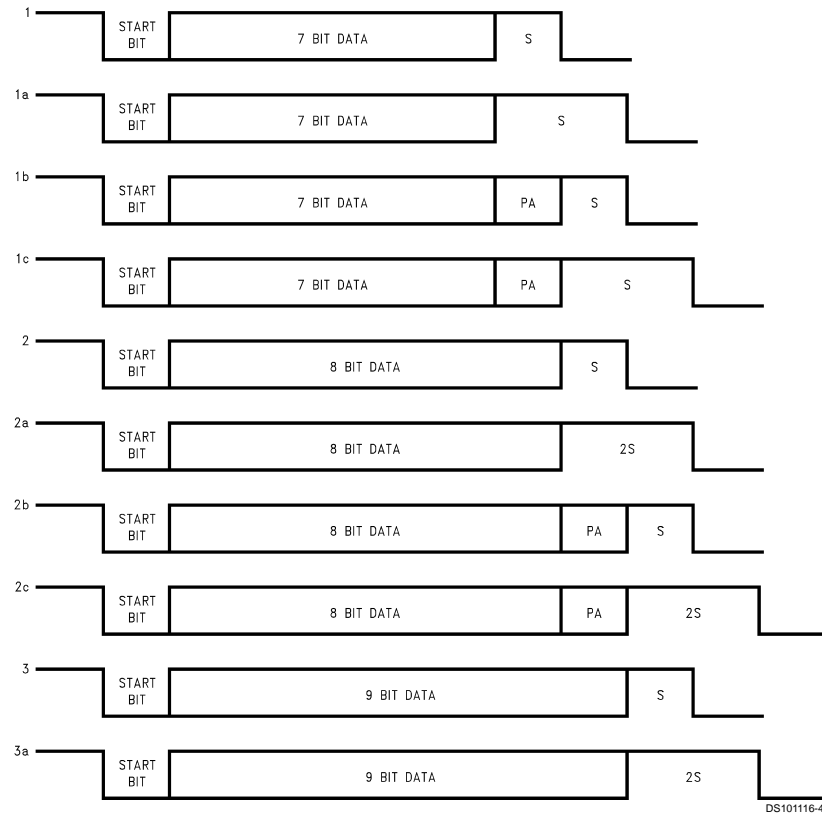 1 START BIT 7 BIT DATA S
1a START BIT 7 BIT DATA S
1b START BIT 7 BIT DATA PA S
1c START BIT 7 BIT DATA PA S
2 START BIT 8 BIT DATA S
2a START BIT 8 BIT DATA 2S
2b START BIT 8 BIT DATA PA S
2c START BIT 8 BIT DATA PA 2S
3 START BIT 9 BIT DATA S
3a START BIT 9 BIT DATA 2S
DS101116-4